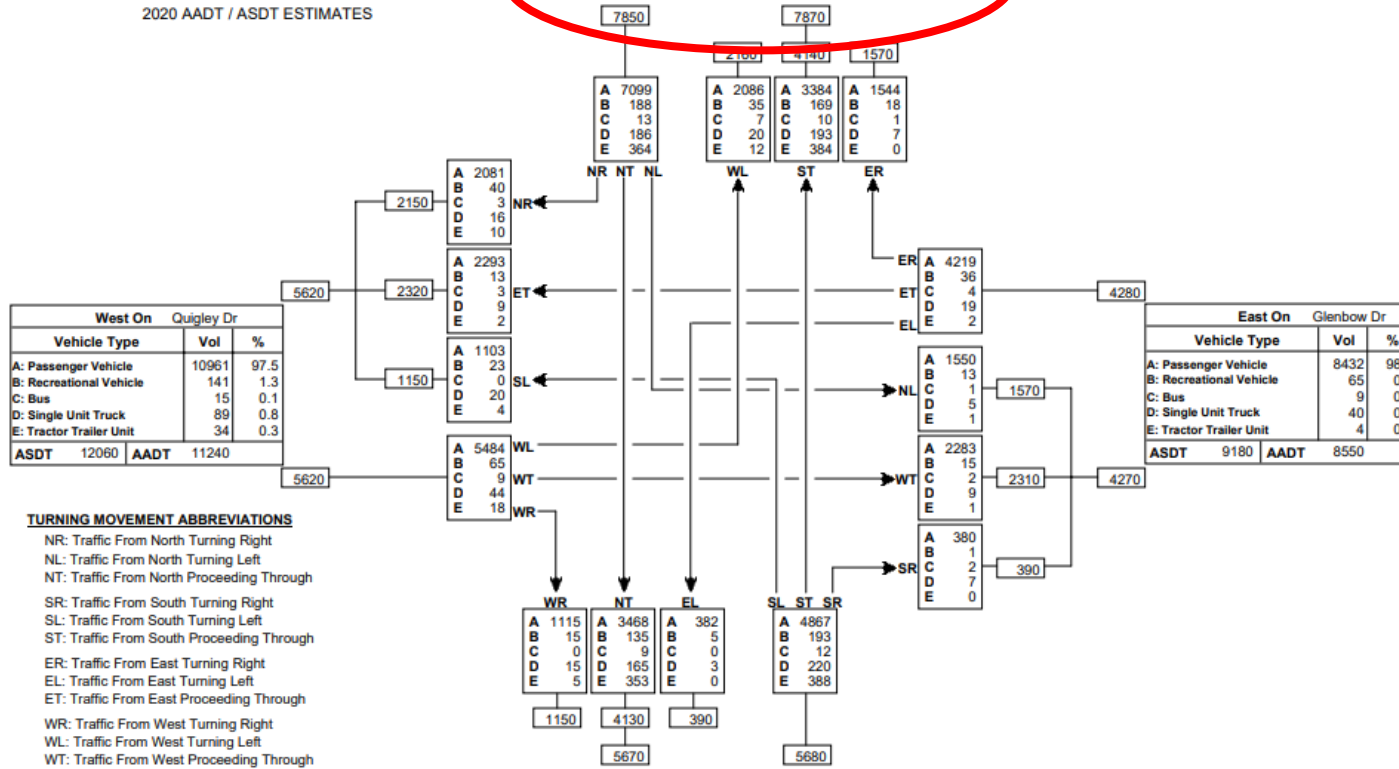 2020 AADT / ASDT ESTIMATES
7850
7870
2160
4140
1570
A 7099
B 188
C 13
D 186
E 364
A 2086
B 35
C 7
D 20
E 12
A 3384
B 169
C 10
D 193
E 384
A 1544
B 18
C 1
D 7
E 0
NR NT NL
WL
ST
ER
2150
A 2081
B 40
C 3
D 16
E 10
NR
5620
2320
A 2293
B 13
C 3
D 9
E 2
ET
1150
A 1103
B 23
C 0
D 20
E 4
SL
5620
A 5484
B 65
C 9
D 44
E 18
WL
WT
WR
ER
ET
EL
A 4219
B 36
C 4
D 19
E 2
4280
NL
A 1550
B 13
C 1
D 5
E 1
1570
WT
A 2283
B 15
C 2
D 9
E 1
2310
4270
SR
A 380
B 1
C 2
D 7
E 0
390
West On Quigley Dr
Vehicle Type Vol %
A: Passenger Vehicle 10961 97.5
B: Recreational Vehicle 141 1.3
C: Bus 15 0.1
D: Single Unit Truck 89 0.8
E: Tractor Trailer Unit 34 0.3
ASDT 12060 AADT 11240
East On Glenbow Dr
Vehicle Type Vol %
A: Passenger Vehicle 8432 98
B: Recreational Vehicle 65 0
C: Bus 9 0
D: Single Unit Truck 40 0
E: Tractor Trailer Unit 4 0
ASDT 9180 AADT 8550
TURNING MOVEMENT ABBREVIATIONS
NR: Traffic From North Turning Right
NL: Traffic From North Turning Left
NT: Traffic From North Proceeding Through
SR: Traffic From South Turning Right
SL: Traffic From South Turning Left
ST: Traffic From South Proceeding Through
ER: Traffic From East Turning Right
EL: Traffic From East Turning Left
ET: Traffic From East Proceeding Through
WR: Traffic From West Turning Right
WL: Traffic From West Turning Left
WT: Traffic From West Proceeding Through
WR
NT
EL
SL ST SR
A 1115
B 15
C 0
D 15
E 5
A 3468
B 135
C 9
D 165
E 353
A 382
B 5
C 0
D 3
E 0
A 4867
B 193
C 12
D 220
E 388
1150
4130
390
5670
5680